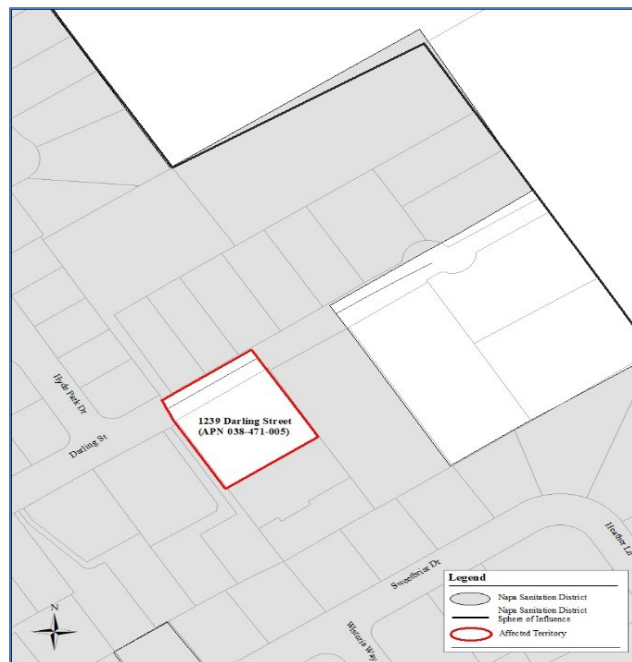 1239 Darling Street
(APN 038-471-005)
Hyde Park Dr
Darling St
Sweetbriar Dr
Heather Ln
Wistoria Way
N
Legend
Napa Sanitation District
Napa Sanitation District
Sphere of Influence
Affected Territory